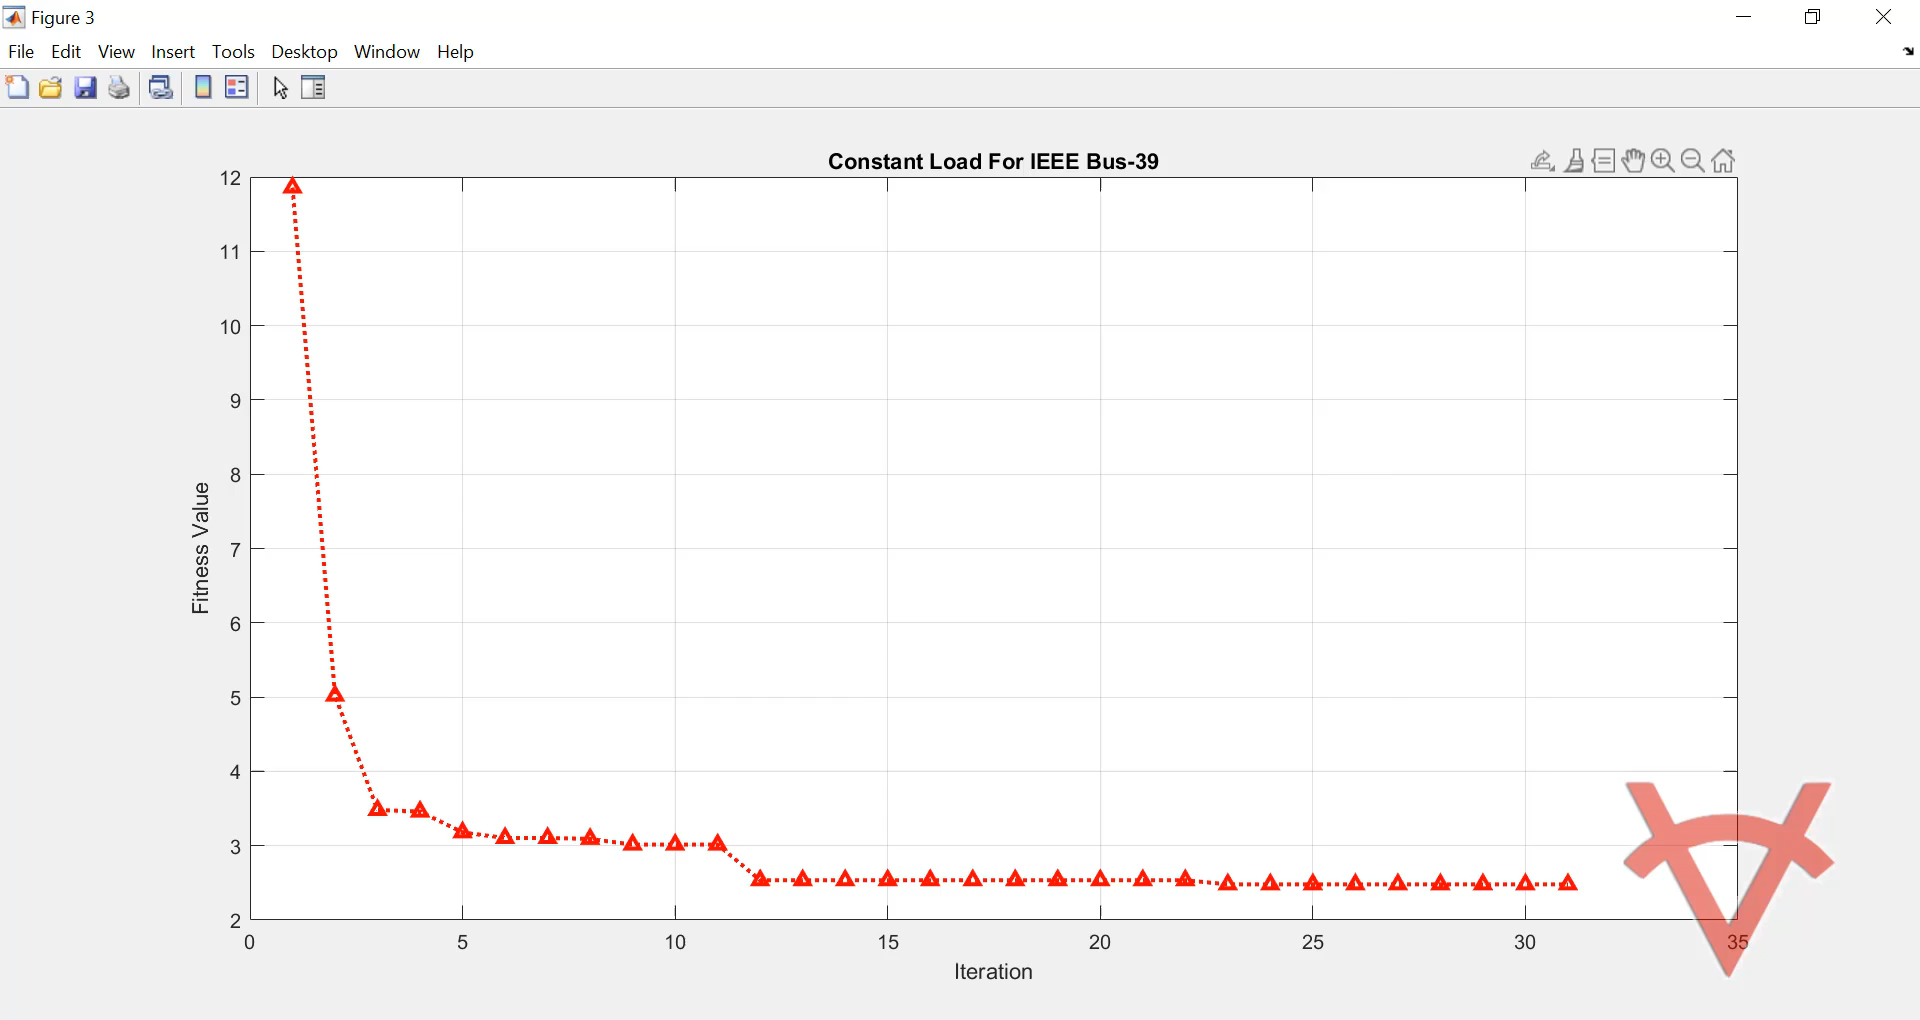 Figure 3
File Edit View Insert Tools Desktop Window Help
Constant Load For IEEE Bus-39
12
11
10
9
8
7
6
5
4
3
2
Fitness Value
0 5 10 15 20 25 30 35
Iteration